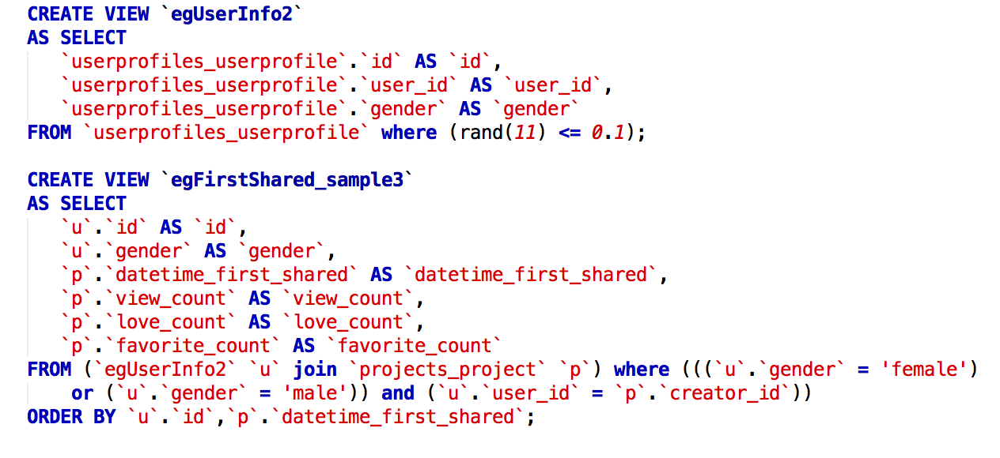 CREATE VIEW `egUserInfo2`
AS SELECT
   `userprofiles_userprofile`.`id` AS `id`,
   `userprofiles_userprofile`.`user_id` AS `user_id`,
   `userprofiles_userprofile`.`gender` AS `gender`
FROM `userprofiles_userprofile` where (rand(11) <= 0.1);

CREATE VIEW `egFirstShared_sample3`
AS SELECT
   `u`.`id` AS `id`,
   `u`.`gender` AS `gender`,
   `p`.`datetime_first_shared` AS `datetime_first_shared`,
   `p`.`view_count` AS `view_count`,
   `p`.`love_count` AS `love_count`,
   `p`.`favorite_count` AS `favorite_count`
FROM (`egUserInfo2` `u` join `projects_project` `p`) where (((`u`.`gender` = 'female')
    or (`u`.`gender` = 'male')) and (`u`.`user_id` = `p`.`creator_id`))
ORDER BY `u`.`id`,`p`.`datetime_first_shared`;